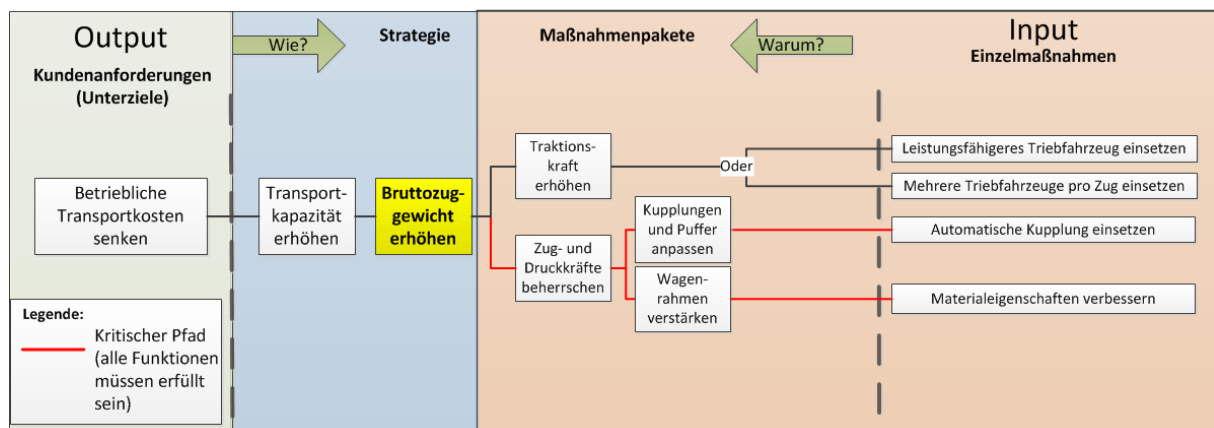 Output
Kundenanforderungen
(Unterziele)
Wie?
Strategie
Maßnahmenpakete
Warum?
Input
Einzelmaßnahmen
Betriebliche
Transportkosten
senken
Transport-
kapazität
erhöhen
Bruttozug-
gewicht
erhöhen
Traktions-
kraft
erhöhen
Oder
Leistungsfähigeres Triebfahrzeug einsetzen
Mehrere Triebfahrzeuge pro Zug einsetzen
Zug- und
Druckkräfte
beherrschen
Kupplungen
und Puffer
anpassen
Automatische Kupplung einsetzen
Wagen-
rahmen
verstärken
Materialeigenschaften verbessern
Legende:
Kritischer Pfad
(alle Funktionen
müssen erfüllt
sein)